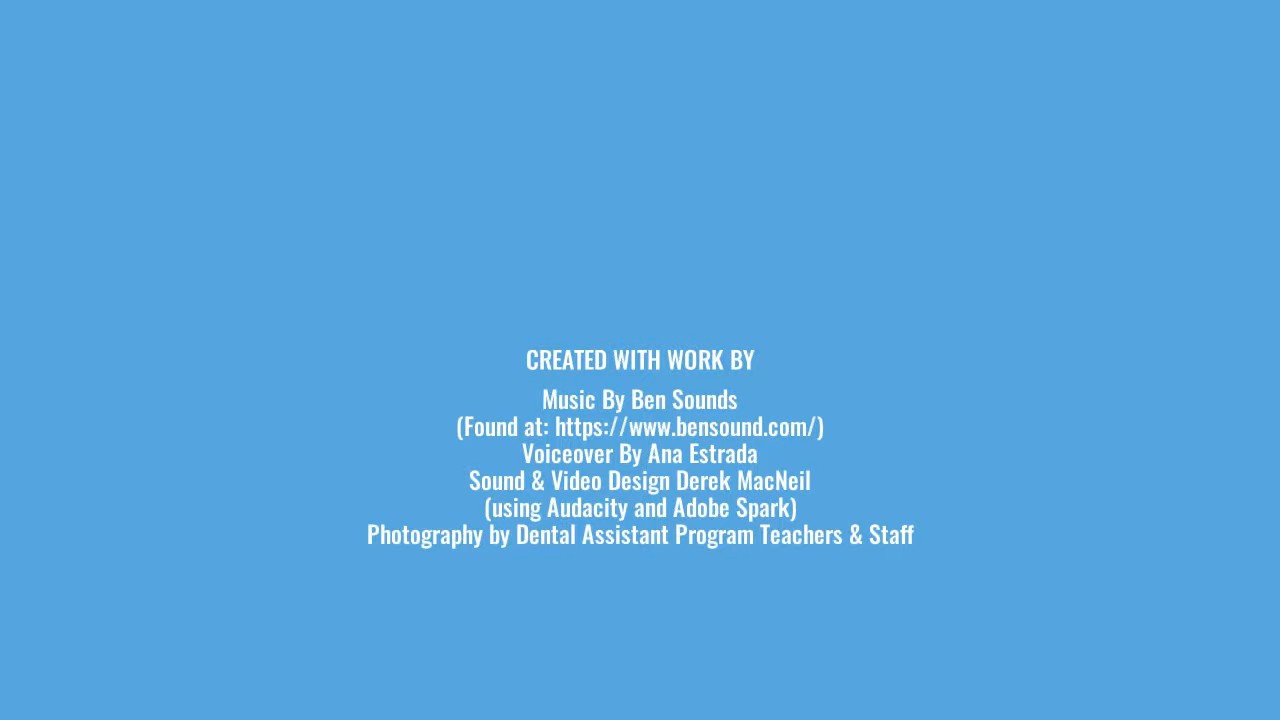 CREATED WITH WORK BY
Music By Ben Sounds
(Found at: https://www.bensound.com/)
Voiceover By Ana Estrada
Sound & Video Design Derek MacNeil
(using Audacity and Adobe Spark)
Photography by Dental Assistant Program Teachers & Staff